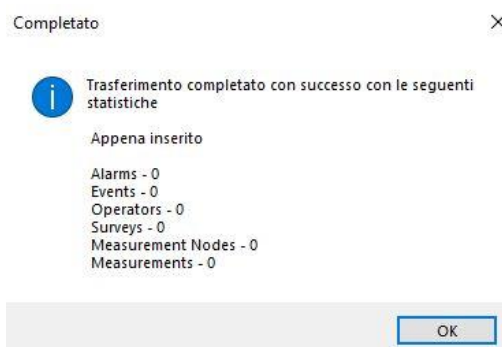 Completato
Trasferimento completato con successo con le seguenti
statistiche
Appena inserito
Alarms - 0
Events - 0
Operators - 0
Surveys - 0
Measurement Nodes - 0
Measurements - 0
OK